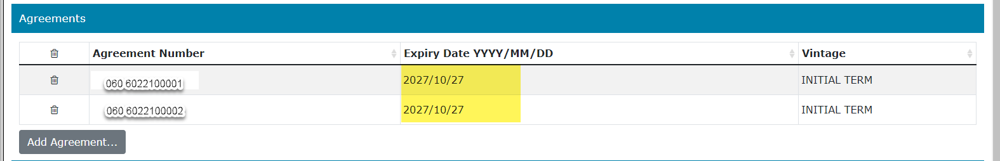 Agreements
Agreement Number Expiry Date YYYY/MM/DD Vintage
060 6022100001 2027/10/27 INITIAL TERM
060 6022100002 2027/10/27 INITIAL TERM
Add Agreement...